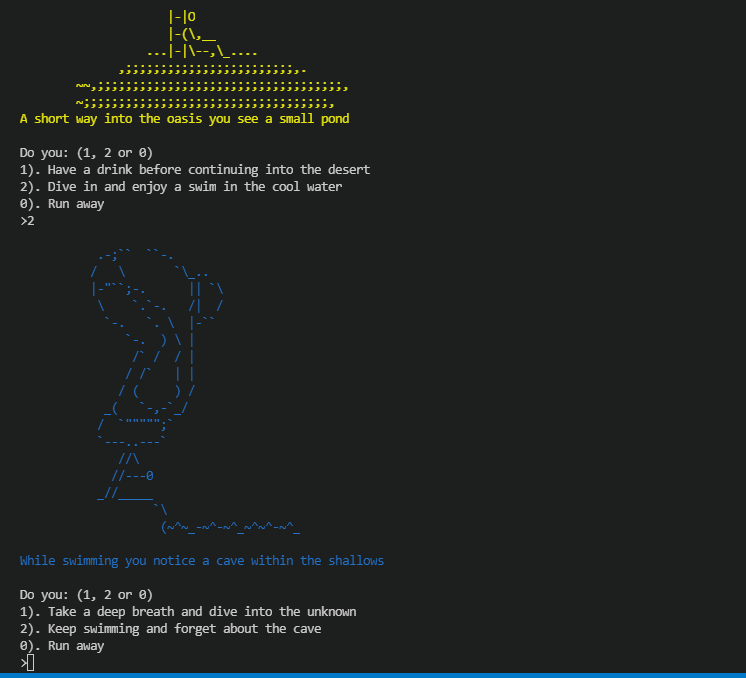 A short way into the oasis you see a small pond
Do you: (1, 2 or 0)
1). Have a drink before continuing into the desert
2). Dive in and enjoy a swim in the cool water
0). Run away
>2
While swimming you notice a cave within the shallows
Do you: (1, 2 or 0)
1). Take a deep breath and dive into the unknown
2). Keep swimming and forget about the cave
0). Run away
>